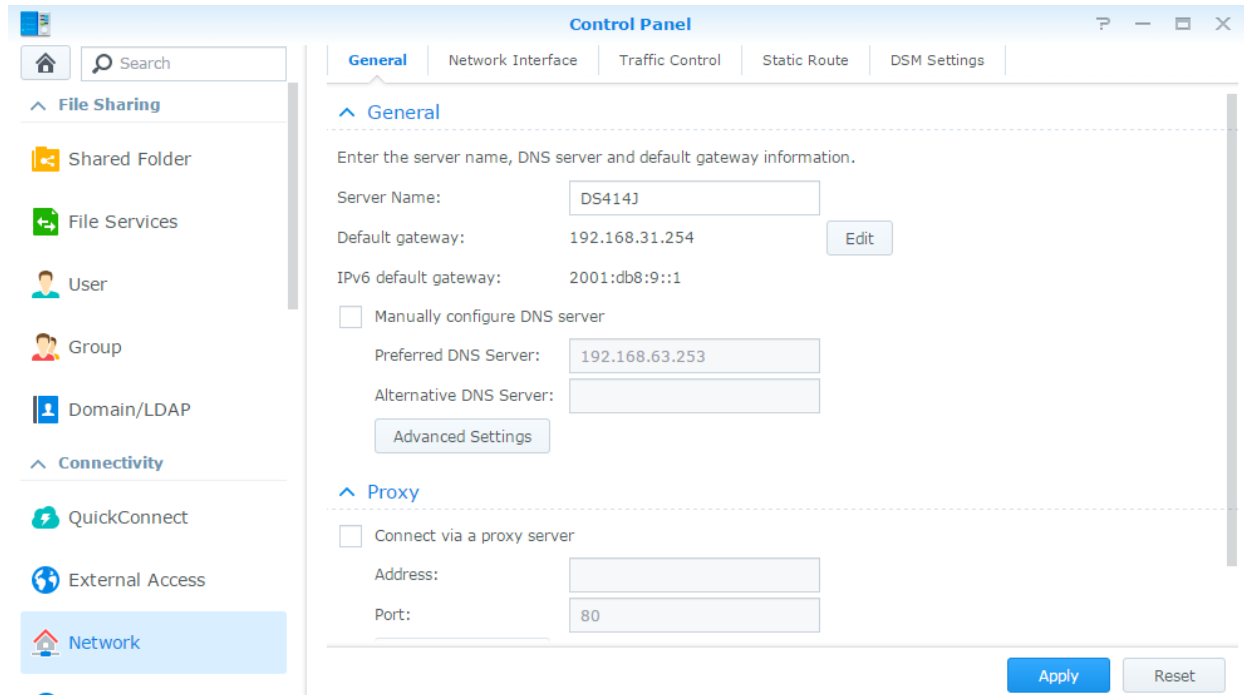 Control Panel
Search
General Network Interface Traffic Control Static Route DSM Settings
File Sharing
Shared Folder
File Services
User
Group
Domain/LDAP
Connectivity
QuickConnect
External Access
Network
General
Enter the server name, DNS server and default gateway information.
Server Name: DS414J
Default gateway: 192.168.31.254 Edit
IPv6 default gateway: 2001:db8:9::1
Manually configure DNS server
Preferred DNS Server: 192.168.63.253
Alternative DNS Server:
Advanced Settings
Proxy
Connect via a proxy server
Address:
Port: 80
Apply Reset